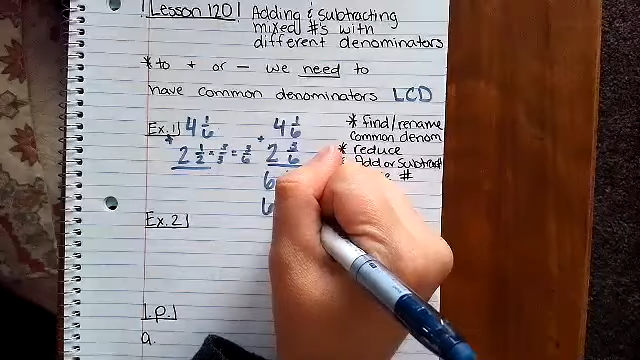 Lesson 120! Adding & subtracting
mixed #s with
different denominators
*to + or – we need to
have common denominators LCD
Ex.1 4 1/6 4 1/6 * find/rename
common denom
+ 2 1/2 · 3/3 = 3/6 + 2 3/6 * reduce
Add or subtract
6 #
6
Ex.2
L.p.
a.